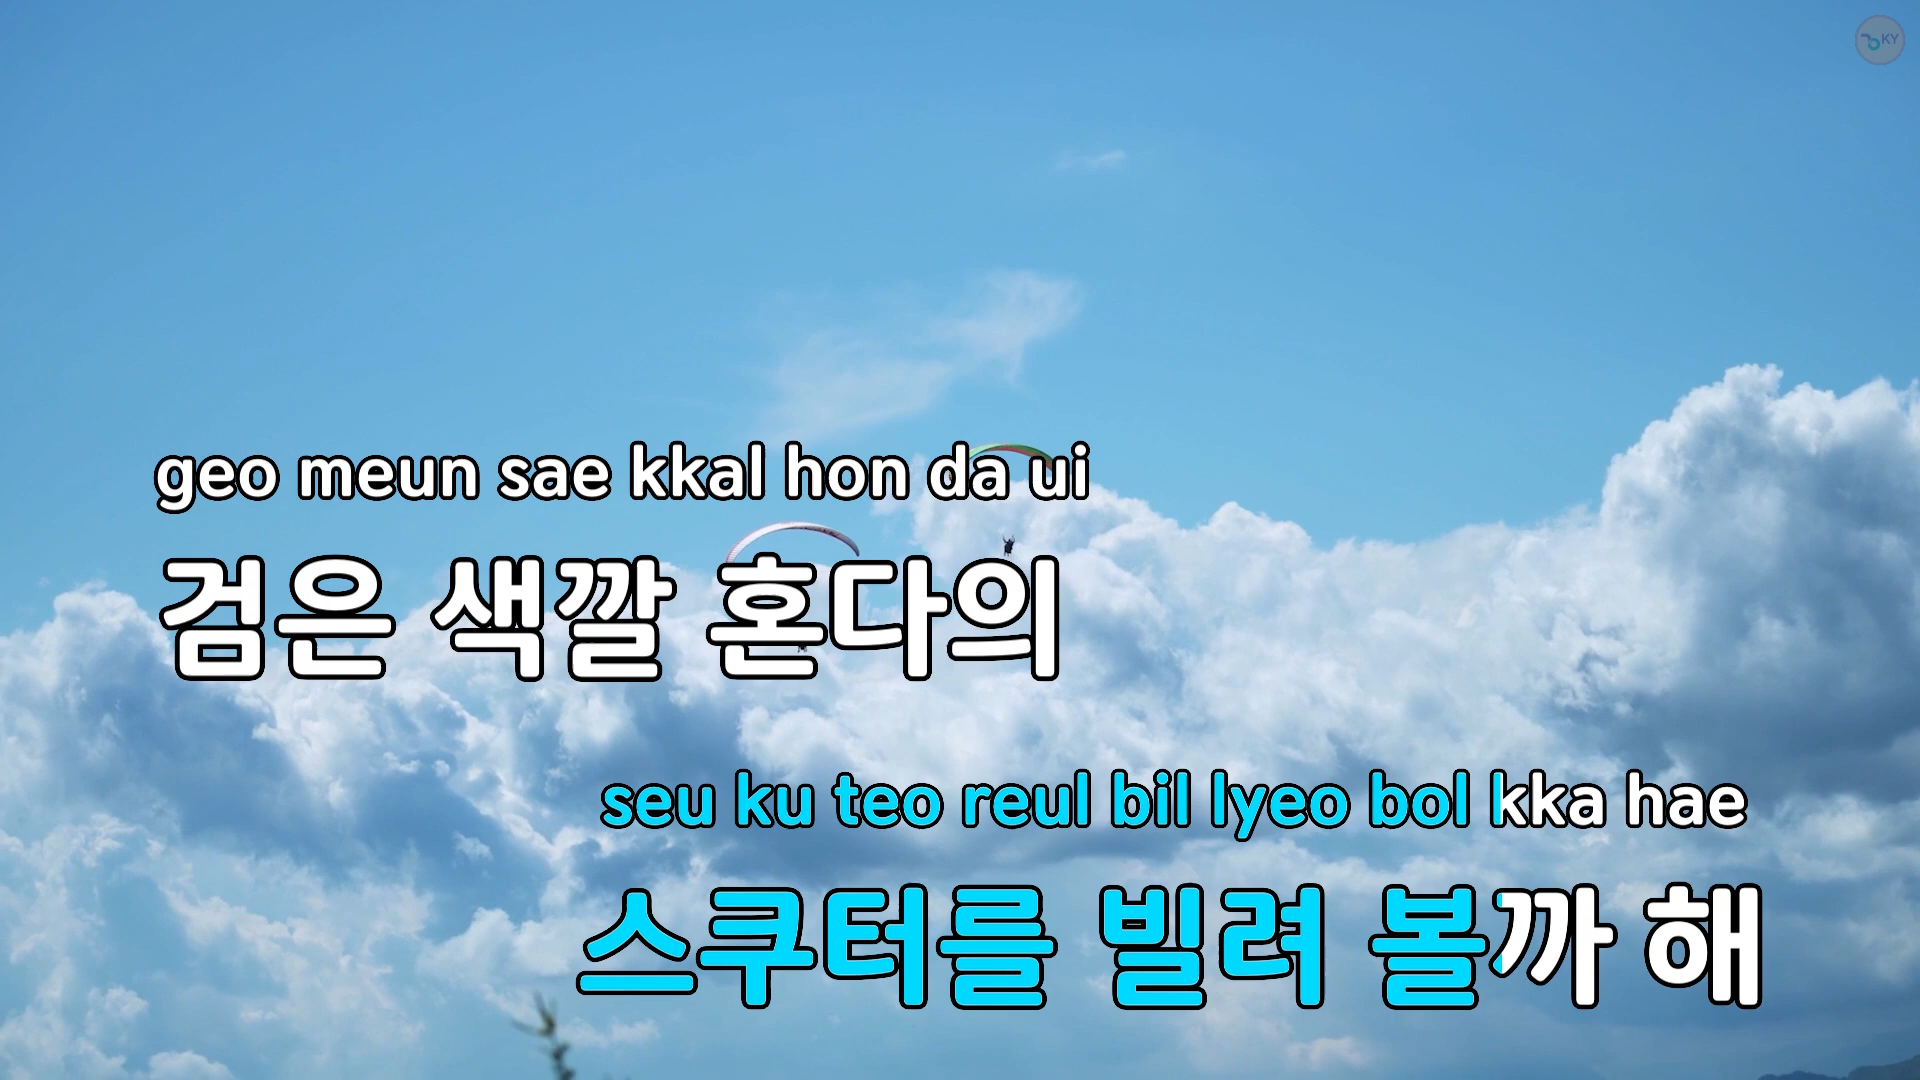 KY
geo meun sae kkal hon da ui
검은 색깔 혼다의
seu ku teo reul bil lyeo bol kka hae
스쿠터를 빌려 볼까 해